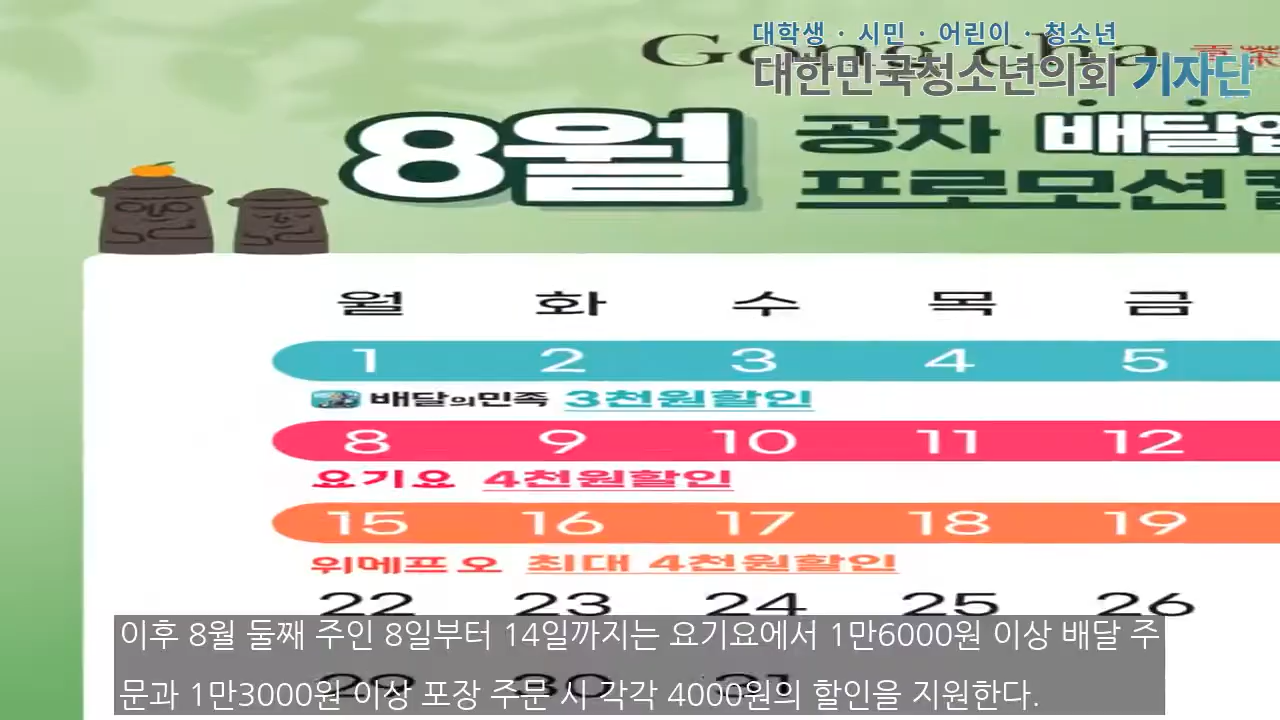 대학생 · 시민 · 어린이 · 청소년
Gong cha 貢茶
대한민국청소년의회 기자단
8월 공차 배달앱
프로모션
월 화 수 목 금
1 2 3 4 5
배달의민족 3천원할인
8 9 10 11 12
요기요 4천원할인
15 16 17 18 19
위메프오 최대 4천원할인
22 23 24 25 26
이후 8월 둘째 주인 8일부터 14일까지는 요기요에서 1만6000원 이상 배달 주
문과 1만3000원 이상 포장 주문 시 각각 4000원의 할인을 지원한다.
29 30 31